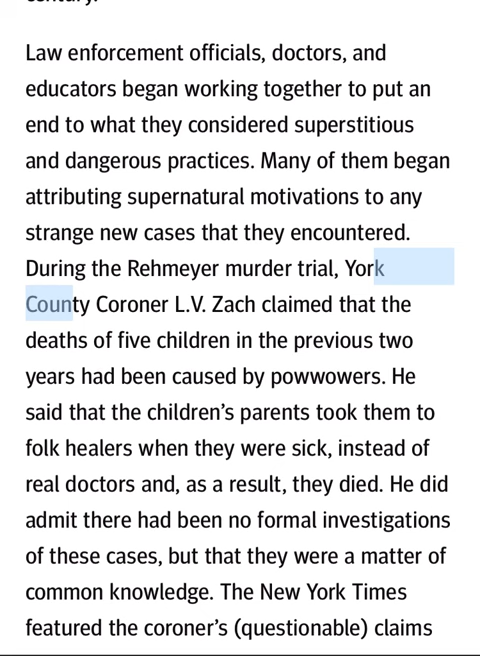 century.
Law enforcement officials, doctors, and
educators began working together to put an
end to what they considered superstitious
and dangerous practices. Many of them began
attributing supernatural motivations to any
strange new cases that they encountered.
During the Rehmeyer murder trial, York
County Coroner L.V. Zach claimed that the
deaths of five children in the previous two
years had been caused by powwowers. He
said that the children’s parents took them to
folk healers when they were sick, instead of
real doctors and, as a result, they died. He did
admit there had been no formal investigations
of these cases, but that they were a matter of
common knowledge. The New York Times
featured the coroner’s (questionable) claims